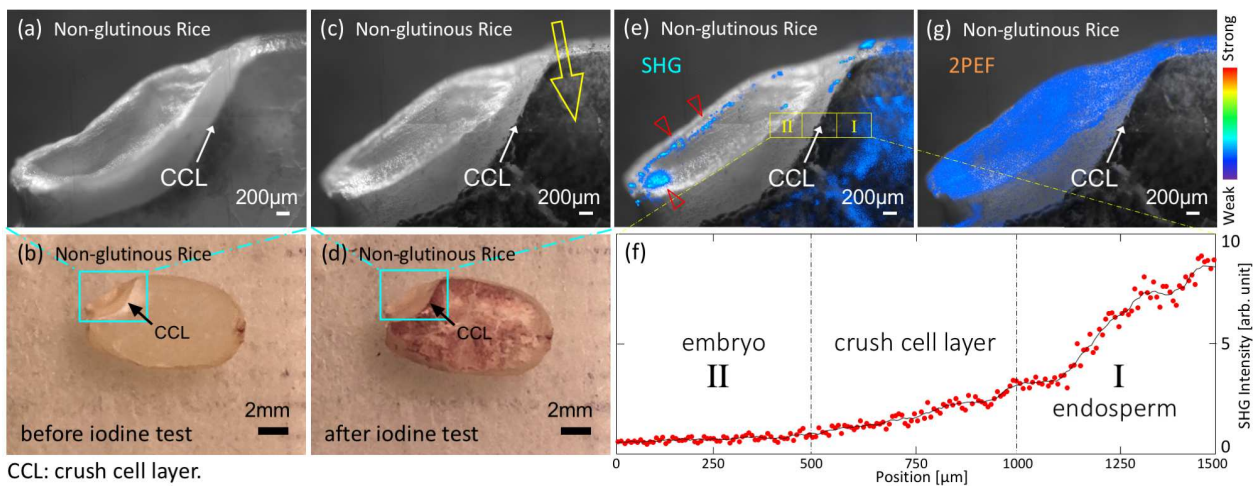 (a) Non-glutinous Rice
CCL
200μm
(c) Non-glutinous Rice
CCL
200μm
(e) Non-glutinous Rice
SHG
II
I
CCL
200μm
(g) Non-glutinous Rice
2PEF
CCL
200μm
Strong
Weak
(b) Non-glutinous Rice
CCL
2mm
before iodine test
(d) Non-glutinous Rice
CCL
2mm
after iodine test
(f)
embryo
II
crush cell layer
I
endosperm
10
5
0
SHG Intensity [arb. unit]
0 250 500 750 1000 1250 1500
Position [μm]
CCL: crush cell layer.